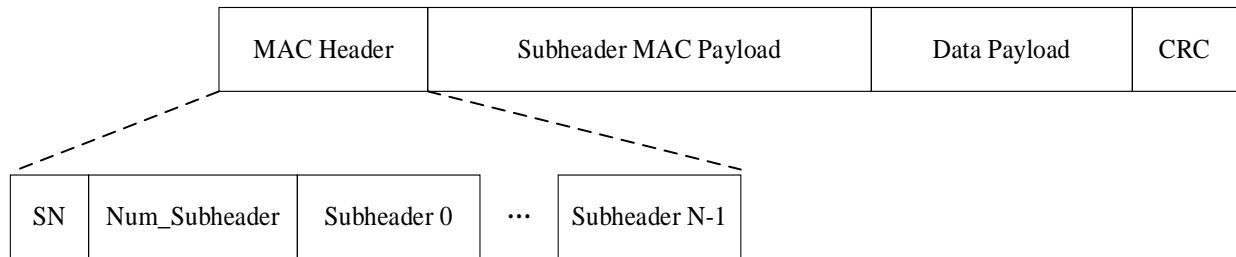 MAC Header Subheader MAC Payload Data Payload CRC
SN Num_Subheader Subheader 0 ... Subheader N-1